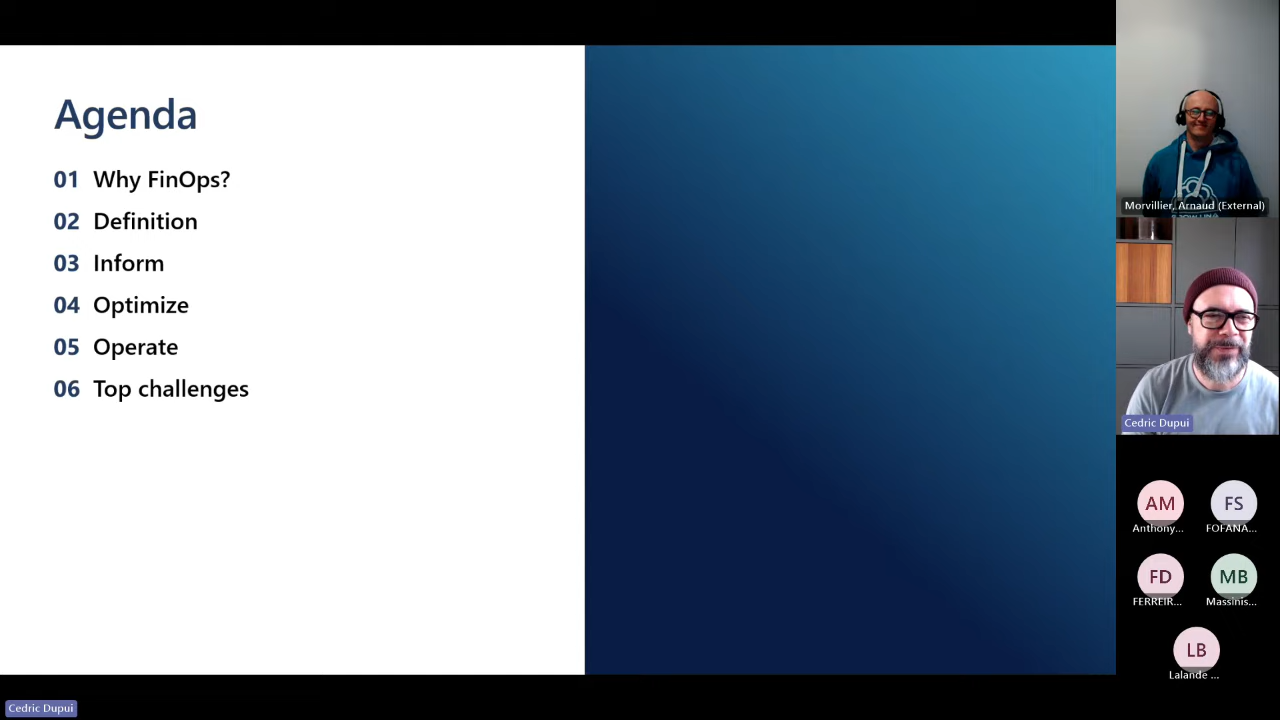 Agenda
01 Why FinOps?
02 Definition
03 Inform
04 Optimize
05 Operate
06 Top challenges
Morvillier, Arnaud (External)
Cedric Dupui
AM
Anthony...
FS
FOFANA...
FD
FERREIR...
MB
Massinis...
LB
Lalande ...
Cedric Dupui